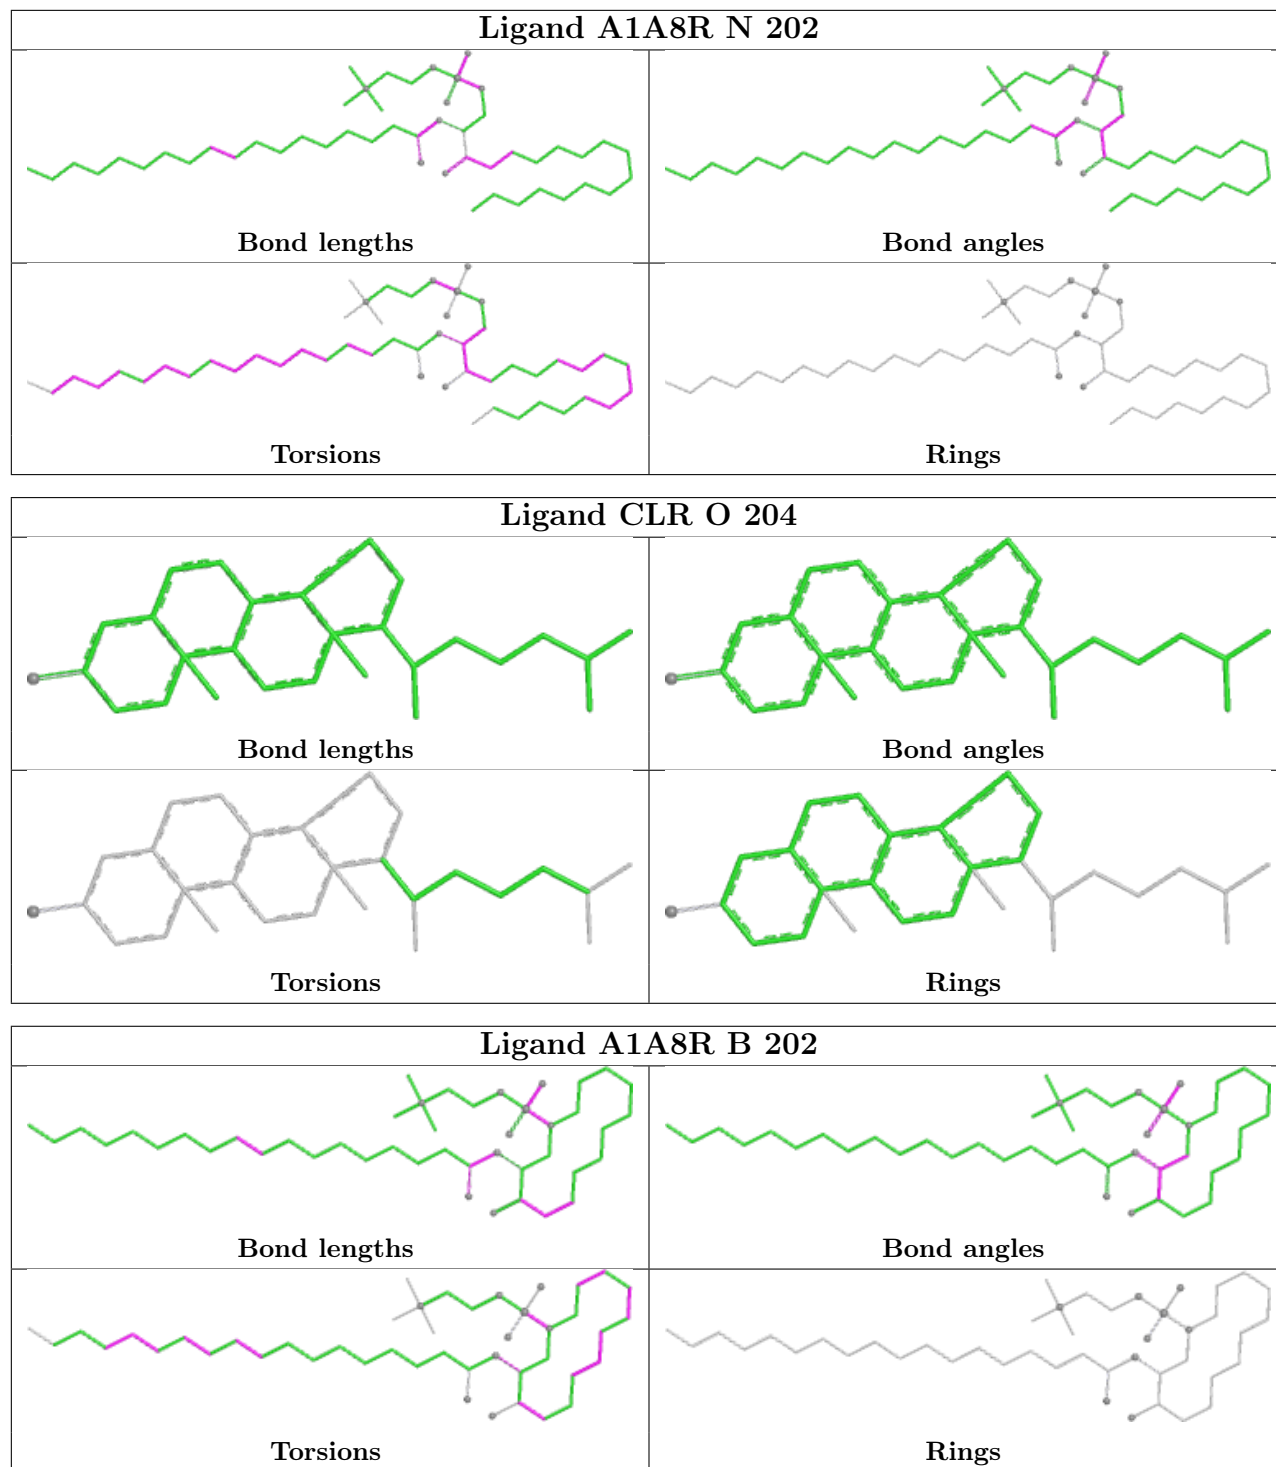 Ligand A1A8R N 202
Bond lengths
Bond angles
Torsions
Rings
Ligand CLR O 204
Bond lengths
Bond angles
Torsions
Rings
Ligand A1A8R B 202
Bond lengths
Bond angles
Torsions
Rings